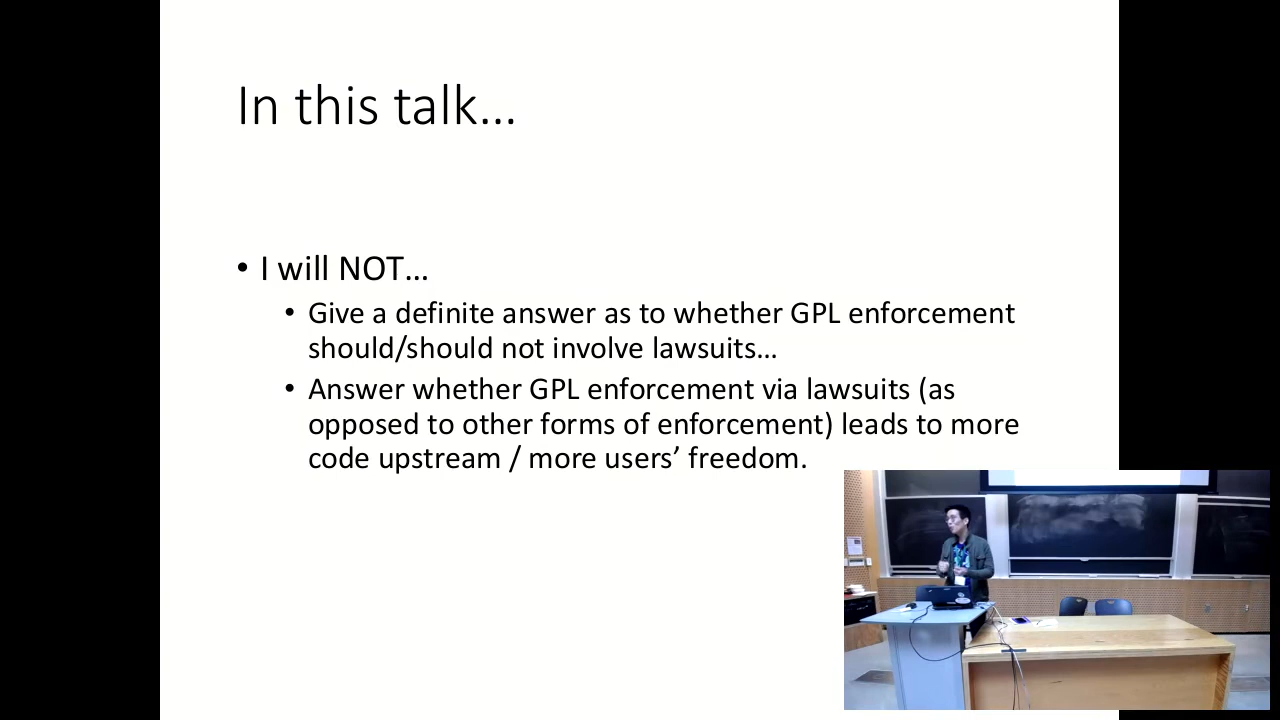 In this talk...
• I will NOT...
• Give a definite answer as to whether GPL enforcement
should/should not involve lawsuits...
• Answer whether GPL enforcement via lawsuits (as
opposed to other forms of enforcement) leads to more
code upstream / more users’ freedom.